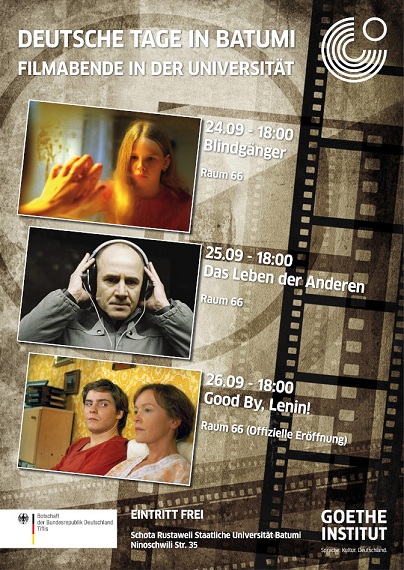 DEUTSCHE TAGE IN BATUMI
FILMABENDE IN DER UNIVERSITÄT
24.09 - 18:00
Blindgänger
Raum 66
25.09 - 18:00
Das Leben der Anderen
Raum 66
26.09 - 18:00
Good By, Lenin!
Raum 66 (Offizielle Eröffnung)
Botschaft
der Bundesrepublik Deutschland
Tiflis
EINTRITT FREI
Schota Rustaweli Staatliche Universität Batumi
Ninoschwili Str. 35
GOETHE
INSTITUT
Sprache. Kultur. Deutschland.